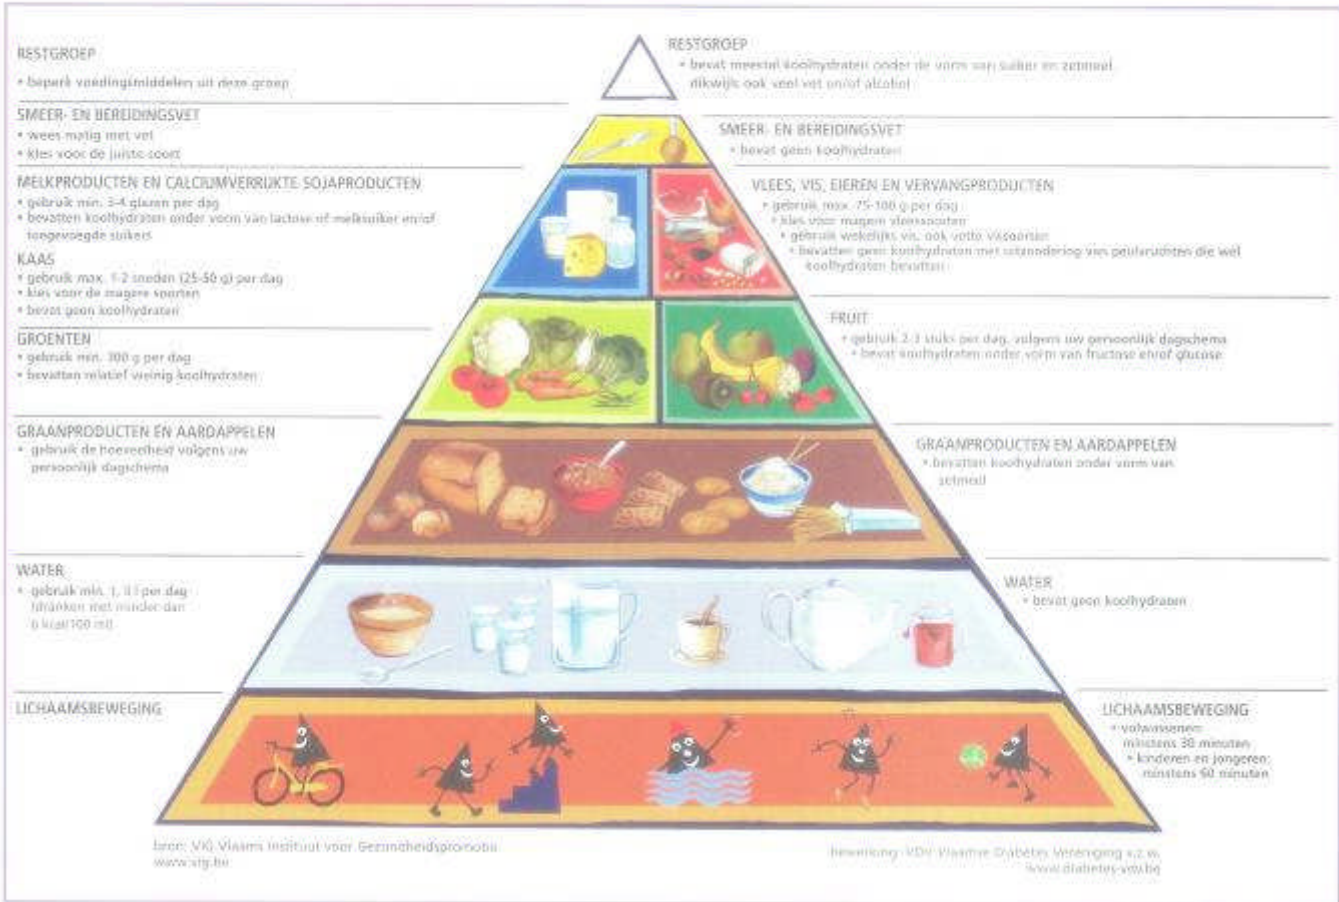 RESTGROEP
• beperk voedingsmiddelen uit deze groep
SMEER- EN BEREIDINGSVET
• wees matig met vet
• kies voor de juiste soort
MELKPRODUCTEN EN CALCIUMVERRIJKTE SOJAPRODUCTEN
• gebruik min. 3-4 glazen per dag
• bevatten koolhydraten onder vorm van lactose of melksuiker en/of
toegevoegde suikers
KAAS
• gebruik max. 1-2 sneden (25-50 g) per dag
• kies voor de magere soorten
• bevat geen koolhydraten
GROENTEN
• gebruik min. 300 g per dag
• bevatten relatief weinig koolhydraten
GRAANPRODUCTEN EN AARDAPPELEN
• gebruik de hoeveelheid volgens uw
persoonlijk dagschema
WATER
• gebruik min. l per dag
(dranken met minder dan
kcal/100 ml)
LICHAAMSBEWEGING
RESTGROEP
• bevat meestal koolhydraten onder de vorm van suiker en zetmeel
dikwijls ook veel vet en/of alcohol
SMEER- EN BEREIDINGSVET
• bevat geen koolhydraten
VLEES, VIS, EIEREN EN VERVANGPRODUCTEN
• gebruik max. 75-100 g per dag
• kies voor magere vleessoorten
• gebruik wekelijks vis, ook vette vissoorten
• bevatten geen koolhydraten met uitzondering van peulvruchten die wel
koolhydraten bevatten
FRUIT
• gebruik 2-3 stuks per dag, volgens uw persoonlijk dagschema
• bevat koolhydraten onder vorm van fructose en/of glucose
GRAANPRODUCTEN EN AARDAPPELEN
• bevatten koolhydraten onder vorm van
zetmeel
WATER
• bevat geen koolhydraten
LICHAAMSBEWEGING
• volwassenen:
minstens 30 minuten
• kinderen en jongeren:
minstens 60 minuten
bron: VIG Vlaams Instituut voor Gezondheidspromotie
www.vig.be
bewerking: VDV Vlaamse Diabetes Vereniging v.z.w.
www.diabetes-vdv.be